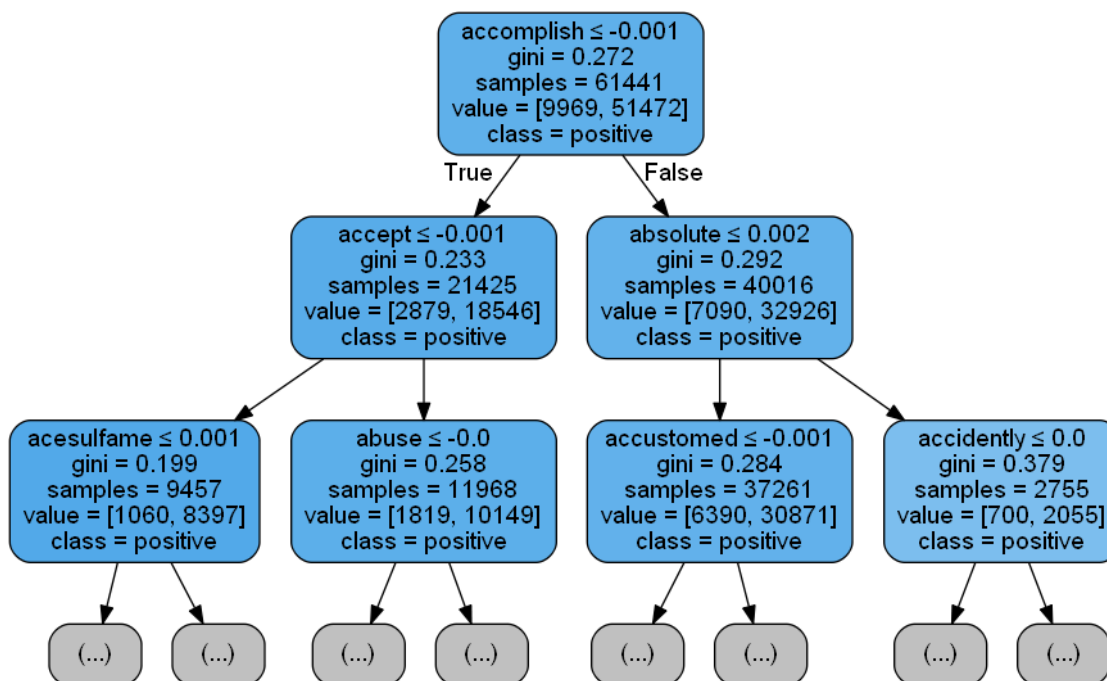 accomplish ≤ -0.001
gini = 0.272
samples = 61441
value = [9969, 51472]
class = positive
True
False
accept ≤ -0.001
gini = 0.233
samples = 21425
value = [2879, 18546]
class = positive
absolute ≤ 0.002
gini = 0.292
samples = 40016
value = [7090, 32926]
class = positive
acesulfame ≤ 0.001
gini = 0.199
samples = 9457
value = [1060, 8397]
class = positive
abuse ≤ -0.0
gini = 0.258
samples = 11968
value = [1819, 10149]
class = positive
accustomed ≤ -0.001
gini = 0.284
samples = 37261
value = [6390, 30871]
class = positive
accidently ≤ 0.0
gini = 0.379
samples = 2755
value = [700, 2055]
class = positive
(...)
(...)
(...)
(...)
(...)
(...)
(...)
(...)